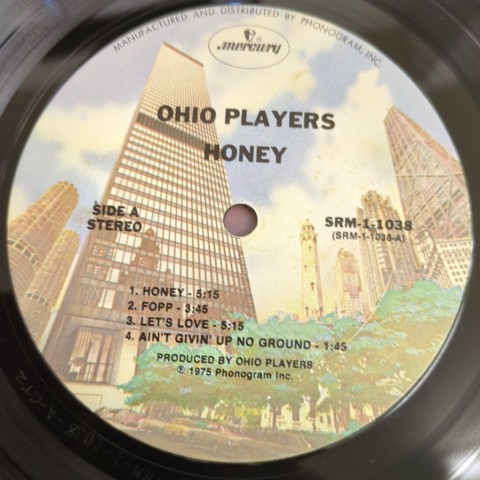 MANUFACTURED AND DISTRIBUTED BY PHONOGRAM, INC.
mercury
®
OHIO PLAYERS
HONEY
SIDE A
STEREO
SRM-1-1038
(SRM-1-1038-A)
1. HONEY - 5:15
2. FOPP - 3:45
3. LET'S LOVE - 5:15
4. AIN'T GIVIN' UP NO GROUND - 1:45
PRODUCED BY OHIO PLAYERS
℗ 1975 Phonogram Inc.